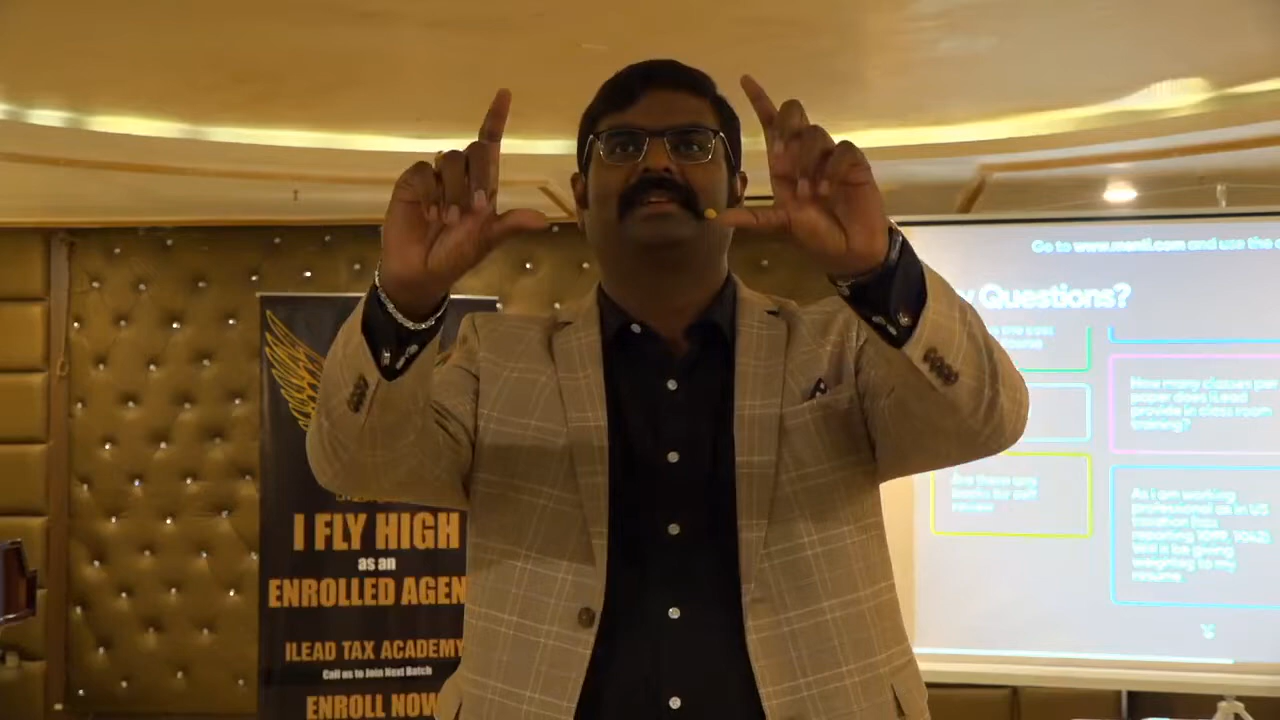 I FLY HIGH
as an
ENROLLED AGEN
ILEAD TAX ACADEMY
Call us to Join Next Batch
ENROLL NOW
Go to www.menti.com and use the c
y Questions?
How many classes per
paper does iLead
provide in class room
training?
Are there any
books for self
review
As i am working
professional as in US
taxation tax
reporting 1099, 1042s
will it be giving
weightag to my
resume